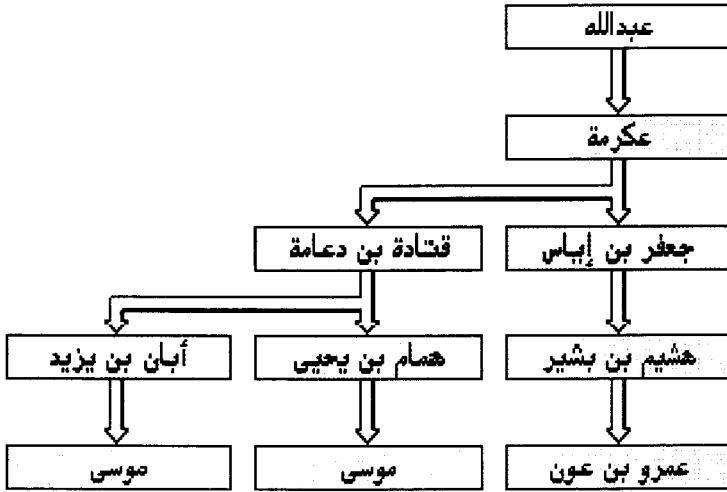 عبدالله
عكرمة
جعفر بن إياس
قتادة بن دعامة
هشيم بن بشير
همام بن يحيى
أبان بن يزيد
عمرو بن عون
موسى
موسى